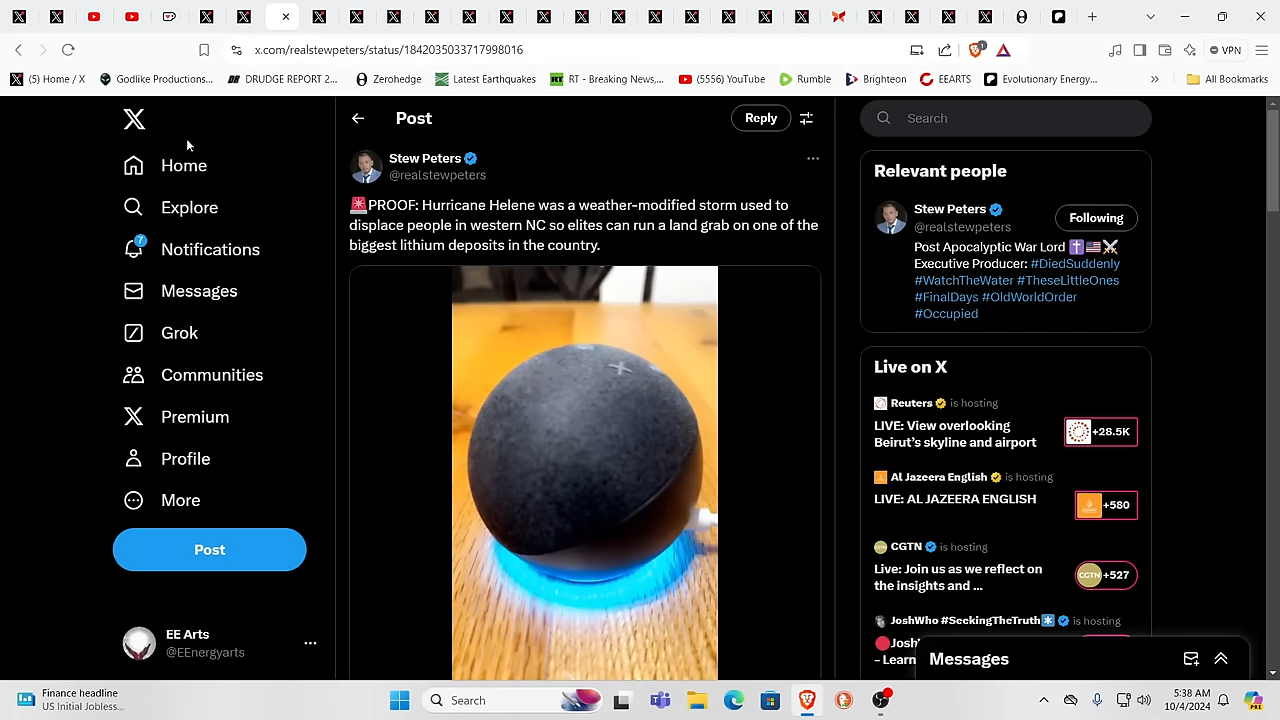 x.com/realstewpeters/status/1842035033717998016
1
VPN
(5) Home / X
Godlike Productions...
DRUDGE REPORT 2...
Zerohedge
Latest Earthquakes
RT - Breaking News,...
(5556) YouTube
Rumble
Brighteon
EEARTS
Evolutionary Energy...
All Bookmarks
Home
Explore
7
Notifications
Messages
Grok
Communities
Premium
Profile
More
Post
EE Arts
@EEnergyarts
Post
Reply
Stew Peters
@realstewpeters
🚨PROOF: Hurricane Helene was a weather-modified storm used to
displace people in western NC so elites can run a land grab on one of the
biggest lithium deposits in the country.
Search
Relevant people
Stew Peters
@realstewpeters
Following
Post Apocalyptic War Lord ✝️🇺🇸⚔️
Executive Producer: #DiedSuddenly
#WatchTheWater #TheseLittleOnes
#FinalDays #OldWorldOrder
#Occupied
Live on X
Reuters is hosting
LIVE: View overlooking
Beirut's skyline and airport
+28.5K
Al Jazeera English is hosting
LIVE: AL JAZEERA ENGLISH
+580
CGTN is hosting
Live: Join us as we reflect on
the insights and ...
CGTN
+527
JoshWho #SeekingTheTruth*️⃣ is hosting
🔴Josh
– Learn
Messages
Finance headline
US Initial Jobless...
Search
PRE
5:38 AM
10/4/2024